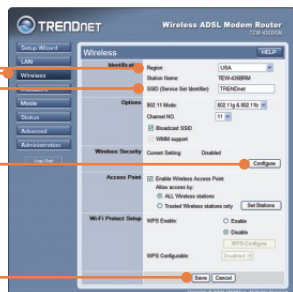 TRENDNET
Wireless ADSL Modem Router
TEW-436BRM
Setup Wizard
LAN
Wireless
Password
Mode
Status
Advanced
Administration
Log Out
Wireless
HELP
Identification
Region: USA
Station Name: TEW-436BRM
SSID (Service Set Identifier) TRENDnet
Options
802.11 Mode: 802.11g & 802.11b
Channel NO. 11
Broadcast SSID
WMM support
Wireless Security
Current Setting: Disabled
Configure
Access Point
Enable Wireless Access Point
Allow access by:
ALL Wireless stations
Trusted Wireless stations only
Set Stations
Wi-Fi Protect Setup
WPS Enable:
Enable
Disable
WPS Configure
WPS Configurable: Disabled
Save Cancel